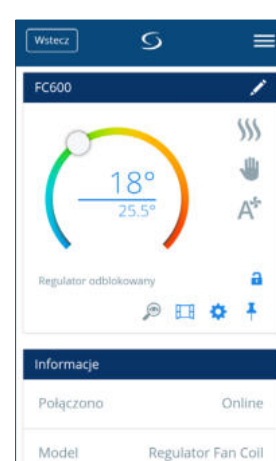 Wstecz
FC600
18°
25.5°
A
Regulator odblokowany
Informacje
Połączono Online
Model Regulator Fan Coil